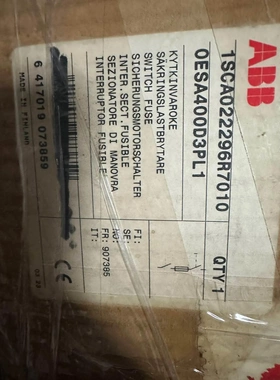 ABB
1SCA022296R7010
QTY 1
OESA400D3PL1
KYTKINVAROKE
SÄKRINGSLASTBRYTARE
SWITCH FUSE
SICHERUNGSMOTORSCHALTER
INTER.SECT.FUSIBLE
SEZIONATORE DI MANOVRA
INTERRUPTOR FUSIBLE
FI:
SE:
FR: 907385
IT:
6 417019 073859
MADE IN FINLAND
CE